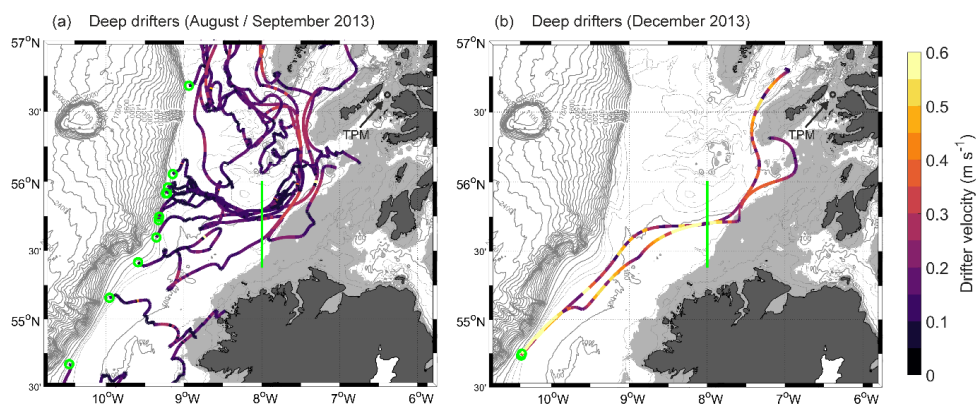 (a) Deep drifters (August / September 2013)
(b) Deep drifters (December 2013)
57°N
30'
56°N
30'
55°N
30'
10°W
9°W
8°W
7°W
6°W
TPM
57°N
30'
56°N
30'
55°N
30'
10°W
9°W
8°W
7°W
6°W
TPM
0.6
0.5
0.4
0.3
0.2
0.1
0
Drifter velocity (m s⁻¹)